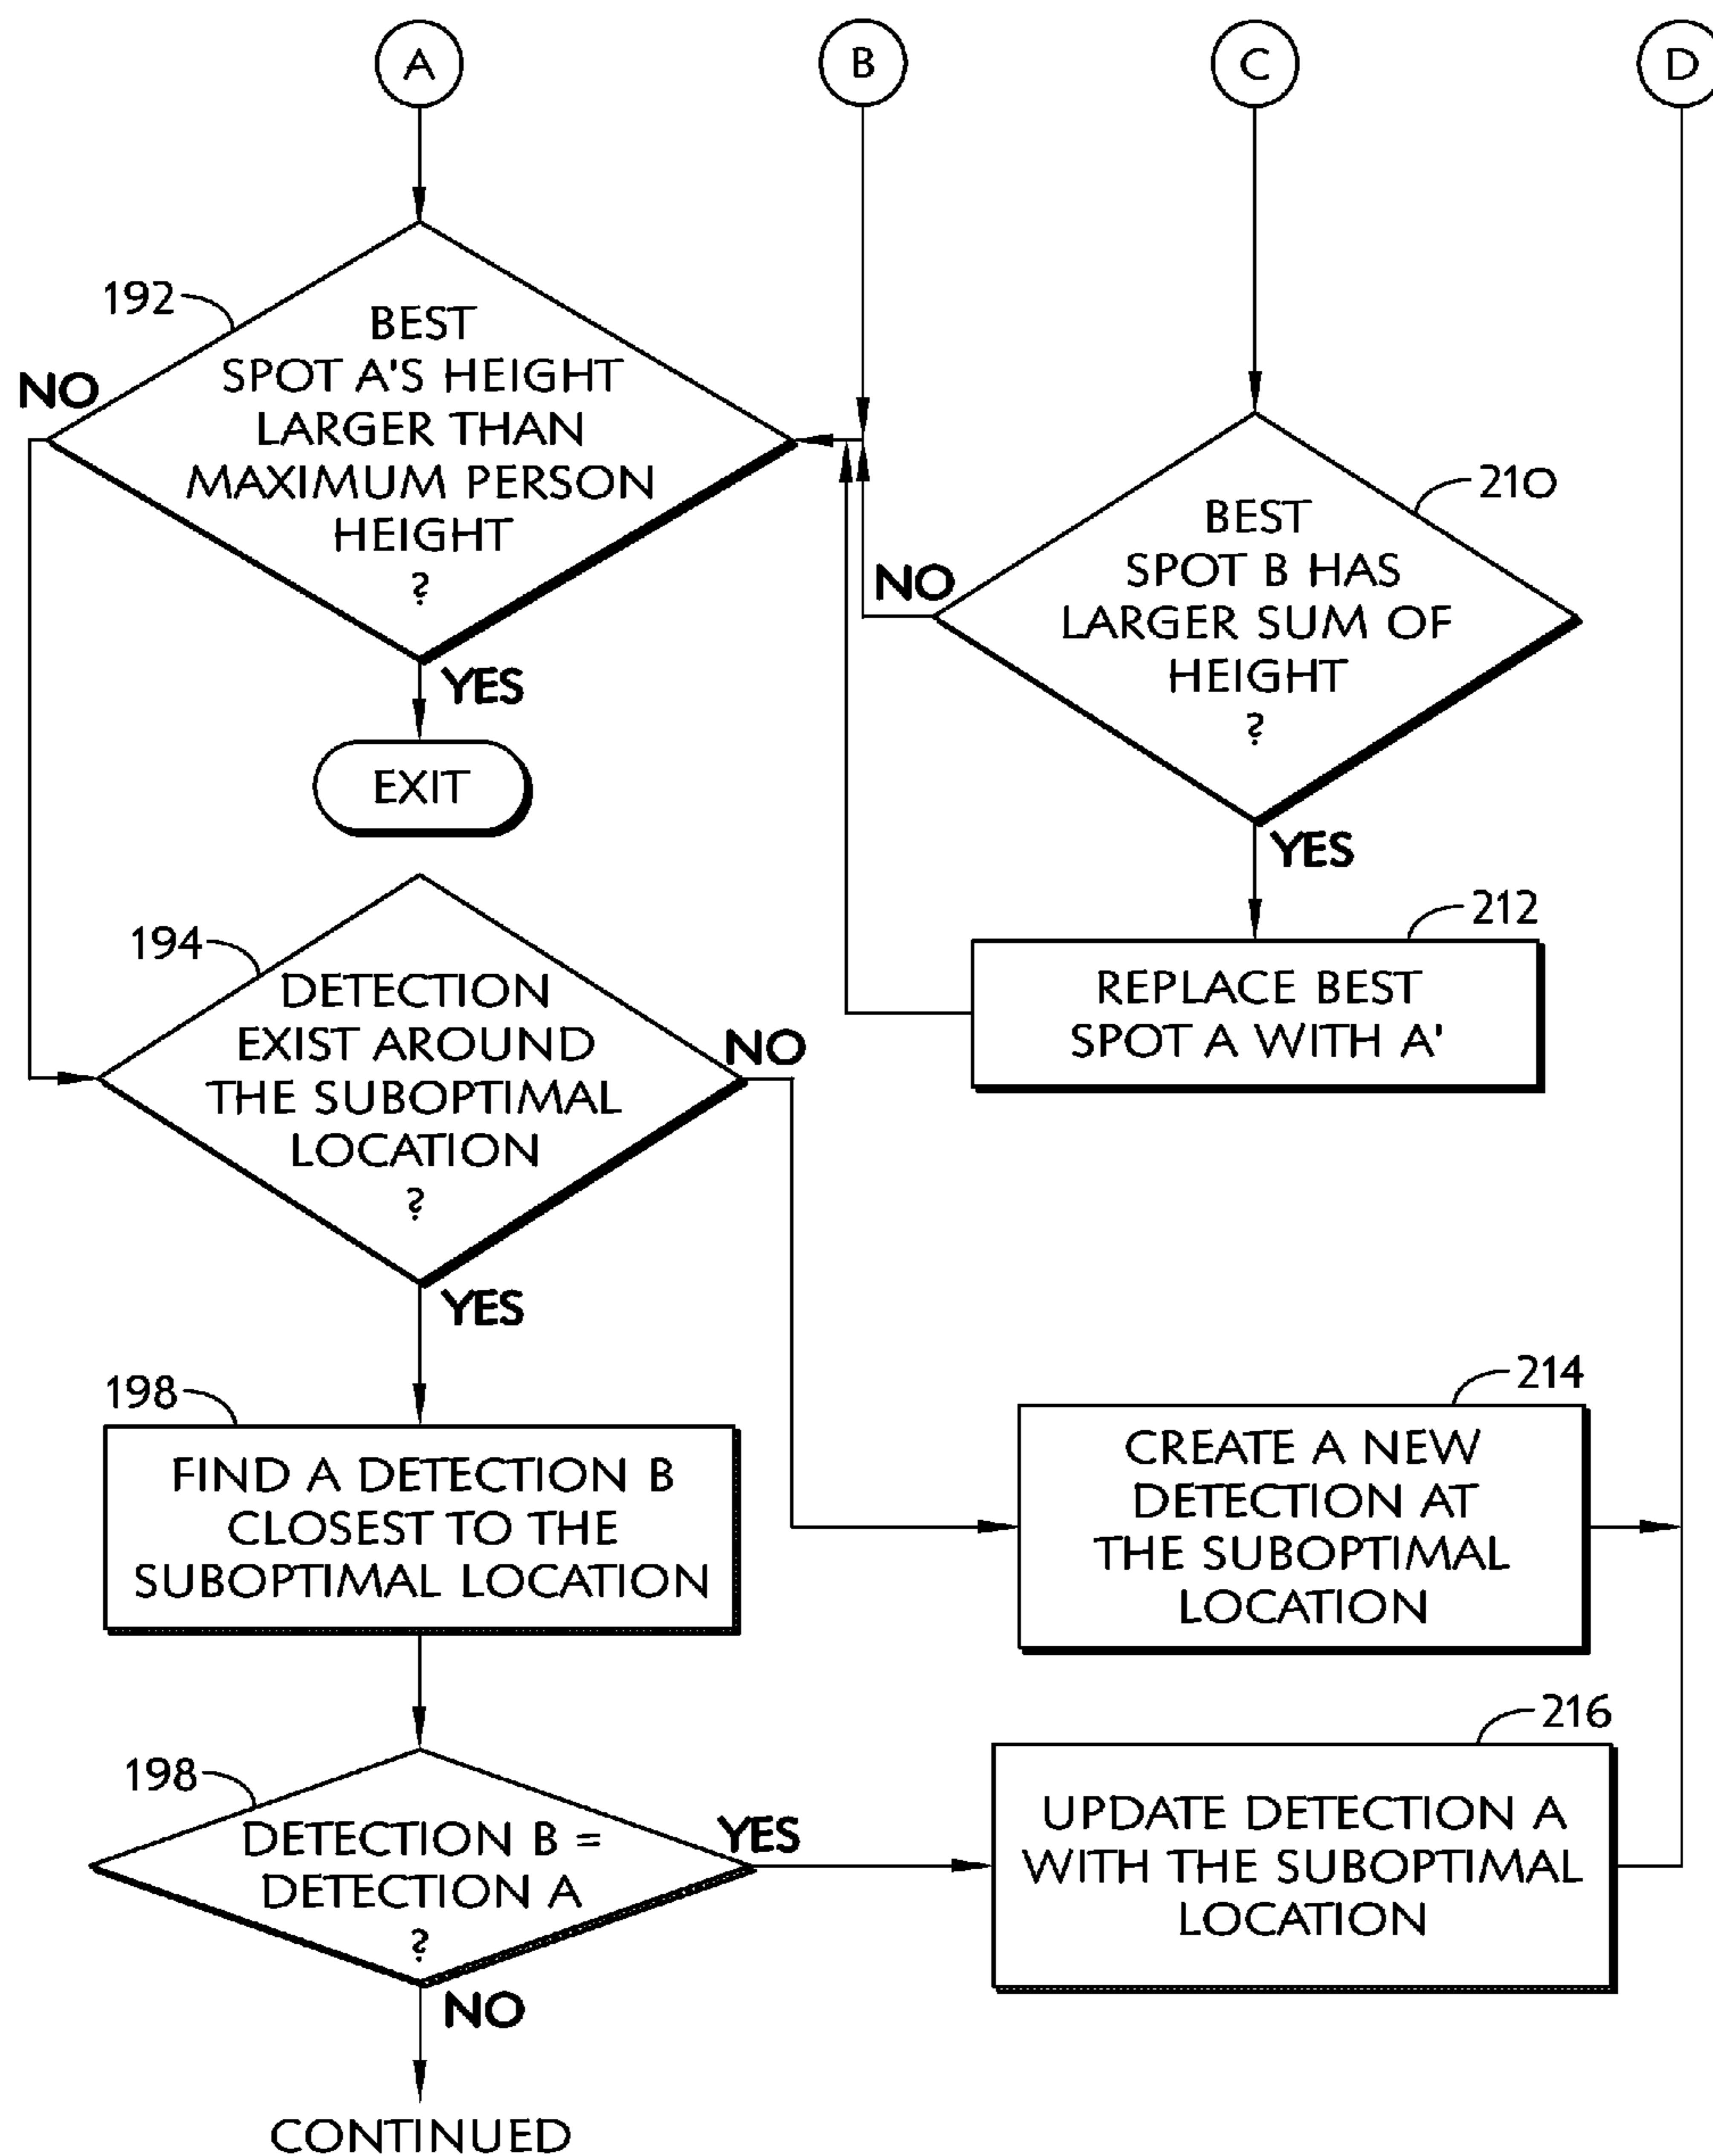 A
B
C
D
192
BEST
SPOT A'S HEIGHT
LARGER THAN
MAXIMUM PERSON
HEIGHT
?
NO
YES
EXIT
210
BEST
SPOT B HAS
LARGER SUM OF
HEIGHT
?
NO
YES
212
REPLACE BEST
SPOT A WITH A'
194
DETECTION
EXIST AROUND
THE SUBOPTIMAL
LOCATION
?
NO
YES
198
FIND A DETECTION B
CLOSEST TO THE
SUBOPTIMAL LOCATION
214
CREATE A NEW
DETECTION AT
THE SUBOPTIMAL
LOCATION
198
DETECTION B =
DETECTION A
?
YES
NO
216
UPDATE DETECTION A
WITH THE SUBOPTIMAL
LOCATION
CONTINUED